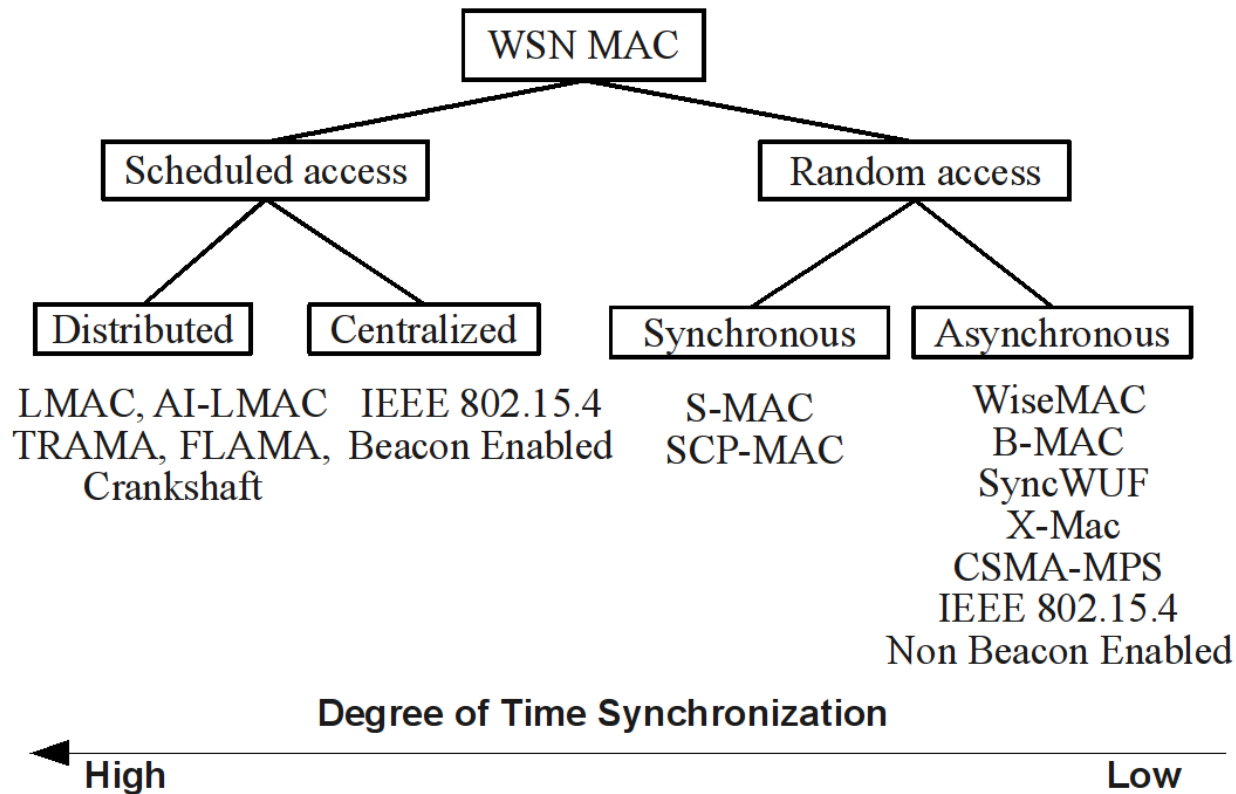 WSN MAC
Scheduled access
Random access
Distributed
Centralized
Synchronous
Asynchronous
LMAC, AI-LMAC
TRAMA, FLAMA,
Crankshaft
IEEE 802.15.4
Beacon Enabled
S-MAC
SCP-MAC
WiseMAC
B-MAC
SyncWUF
X-Mac
CSMA-MPS
IEEE 802.15.4
Non Beacon Enabled
Degree of Time Synchronization
High
Low